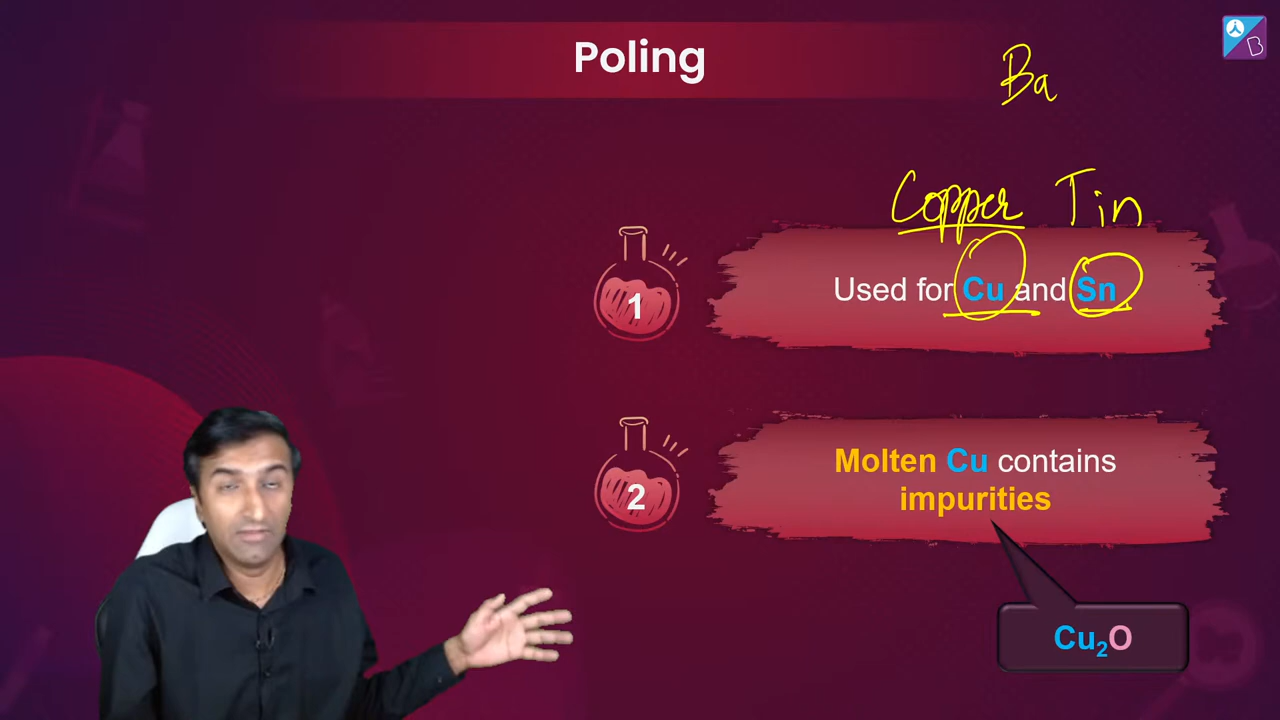 Poling
Ba
Copper Tin
1
Used for Cu and Sn
2
Molten Cu contains
impurities
Cu₂O
B